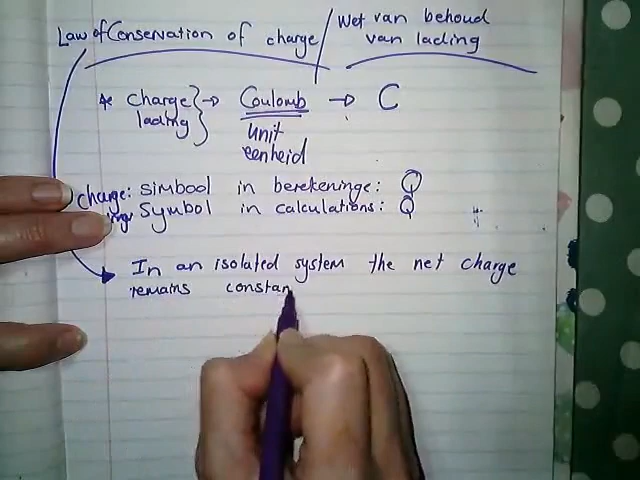 Law of Conservation of charge / Wet van behoud
van lading
* charge } → Coulomb → C
lading
unit
eenheid
charge: simbool in berekeninge: Q
symbol in calculations: Q
In an isolated system the net charge
remains constan